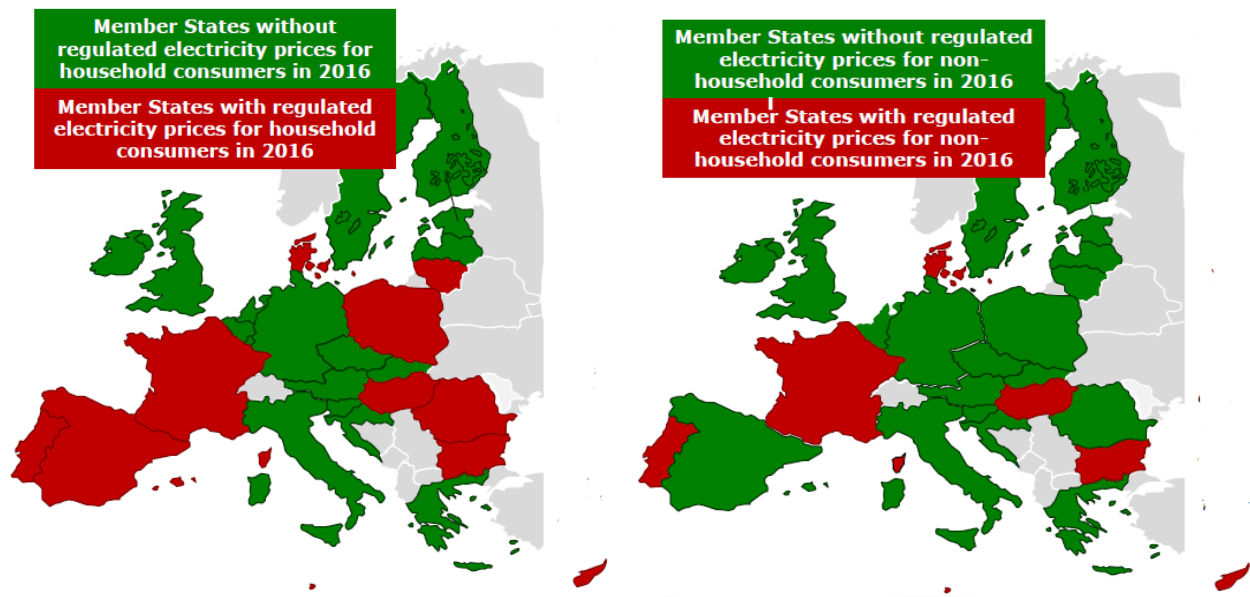 Member States without
regulated electricity prices for
household consumers in 2016
Member States with regulated
electricity prices for household
consumers in 2016
Member States without regulated
electricity prices for non-
household consumers in 2016
Member States with regulated
electricity prices for non-
household consumers in 2016